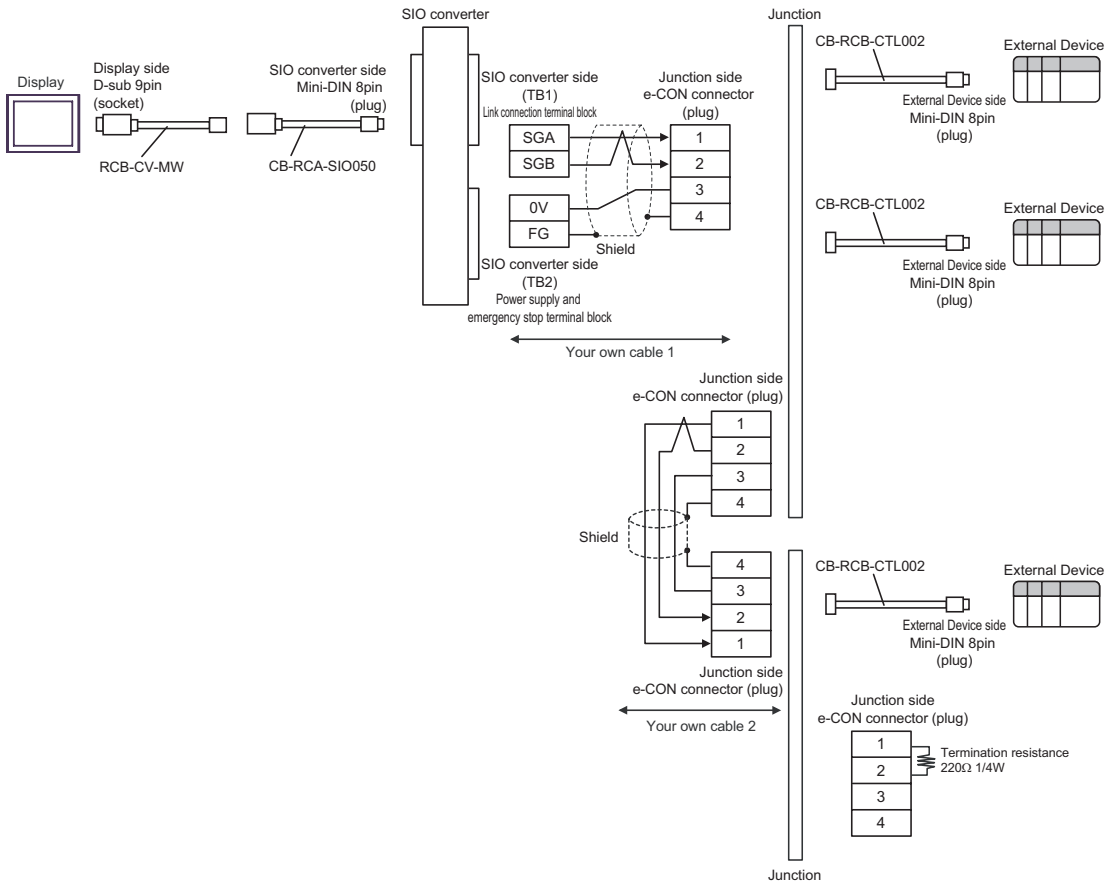 SIO converter
Junction
Display
Display side
D-sub 9pin
(socket)
RCB-CV-MW
SIO converter side
Mini-DIN 8pin
(plug)
CB-RCA-SIO050
SIO converter side
(TB1)
Link connection terminal block
SGA
SGB
0V
FG
Shield
Junction side
e-CON connector
(plug)
1
2
3
4
SIO converter side
(TB2)
Power supply and
emergency stop terminal block
Your own cable 1
CB-RCB-CTL002
External Device side
Mini-DIN 8pin
(plug)
External Device
CB-RCB-CTL002
External Device side
Mini-DIN 8pin
(plug)
External Device
Junction side
e-CON connector (plug)
1
2
3
4
Shield
4
3
2
1
Junction side
e-CON connector (plug)
Your own cable 2
CB-RCB-CTL002
External Device side
Mini-DIN 8pin
(plug)
External Device
Junction side
e-CON connector (plug)
1
2
3
4
Termination resistance
220Ω 1/4W
Junction